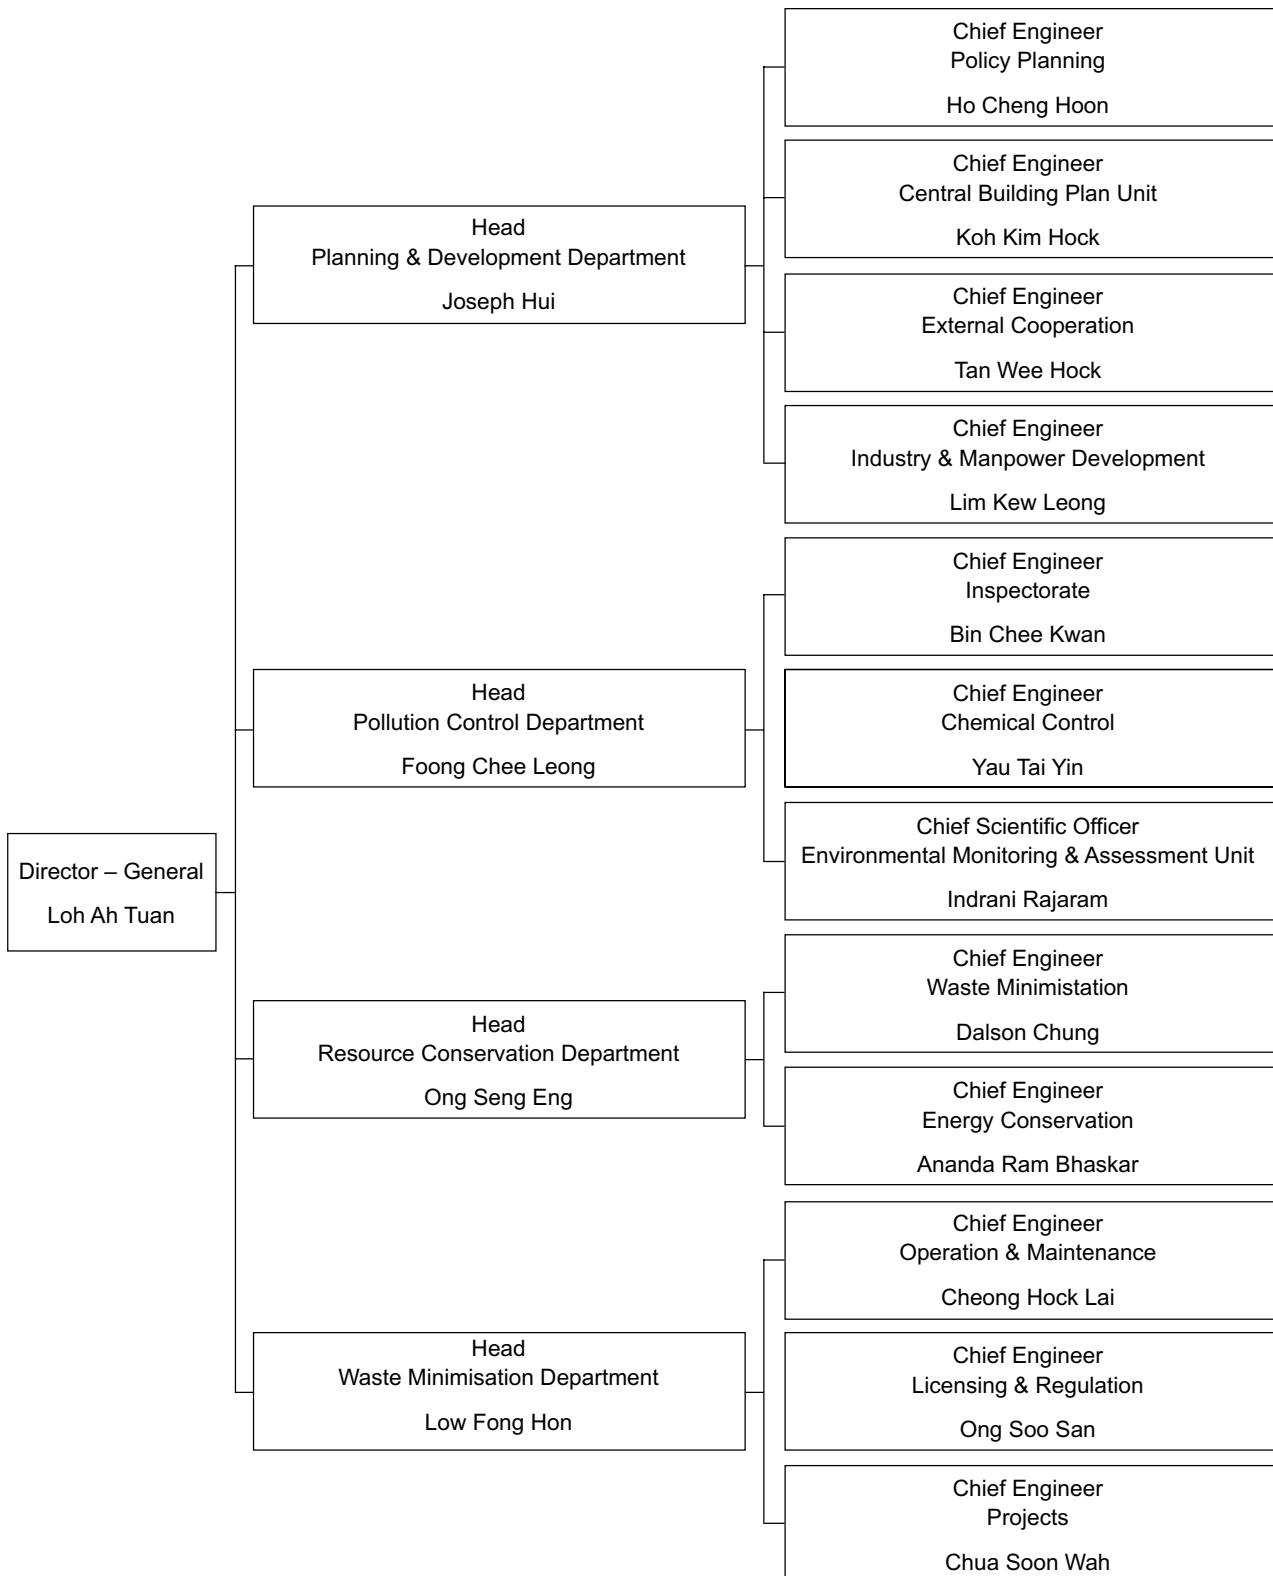 Chief Engineer
Policy Planning
Ho Cheng Hoon
Chief Engineer
Central Building Plan Unit
Koh Kim Hock
Head
Planning & Development Department
Joseph Hui
Chief Engineer
External Cooperation
Tan Wee Hock
Chief Engineer
Industry & Manpower Development
Lim Kew Leong
Chief Engineer
Inspectorate
Bin Chee Kwan
Head
Pollution Control Department
Foong Chee Leong
Chief Engineer
Chemical Control
Yau Tai Yin
Director – General
Loh Ah Tuan
Chief Scientific Officer
Environmental Monitoring & Assessment Unit
Indrani Rajaram
Chief Engineer
Waste Minimistation
Dalson Chung
Head
Resource Conservation Department
Ong Seng Eng
Chief Engineer
Energy Conservation
Ananda Ram Bhaskar
Chief Engineer
Operation & Maintenance
Cheong Hock Lai
Head
Waste Minimisation Department
Low Fong Hon
Chief Engineer
Licensing & Regulation
Ong Soo San
Chief Engineer
Projects
Chua Soon Wah